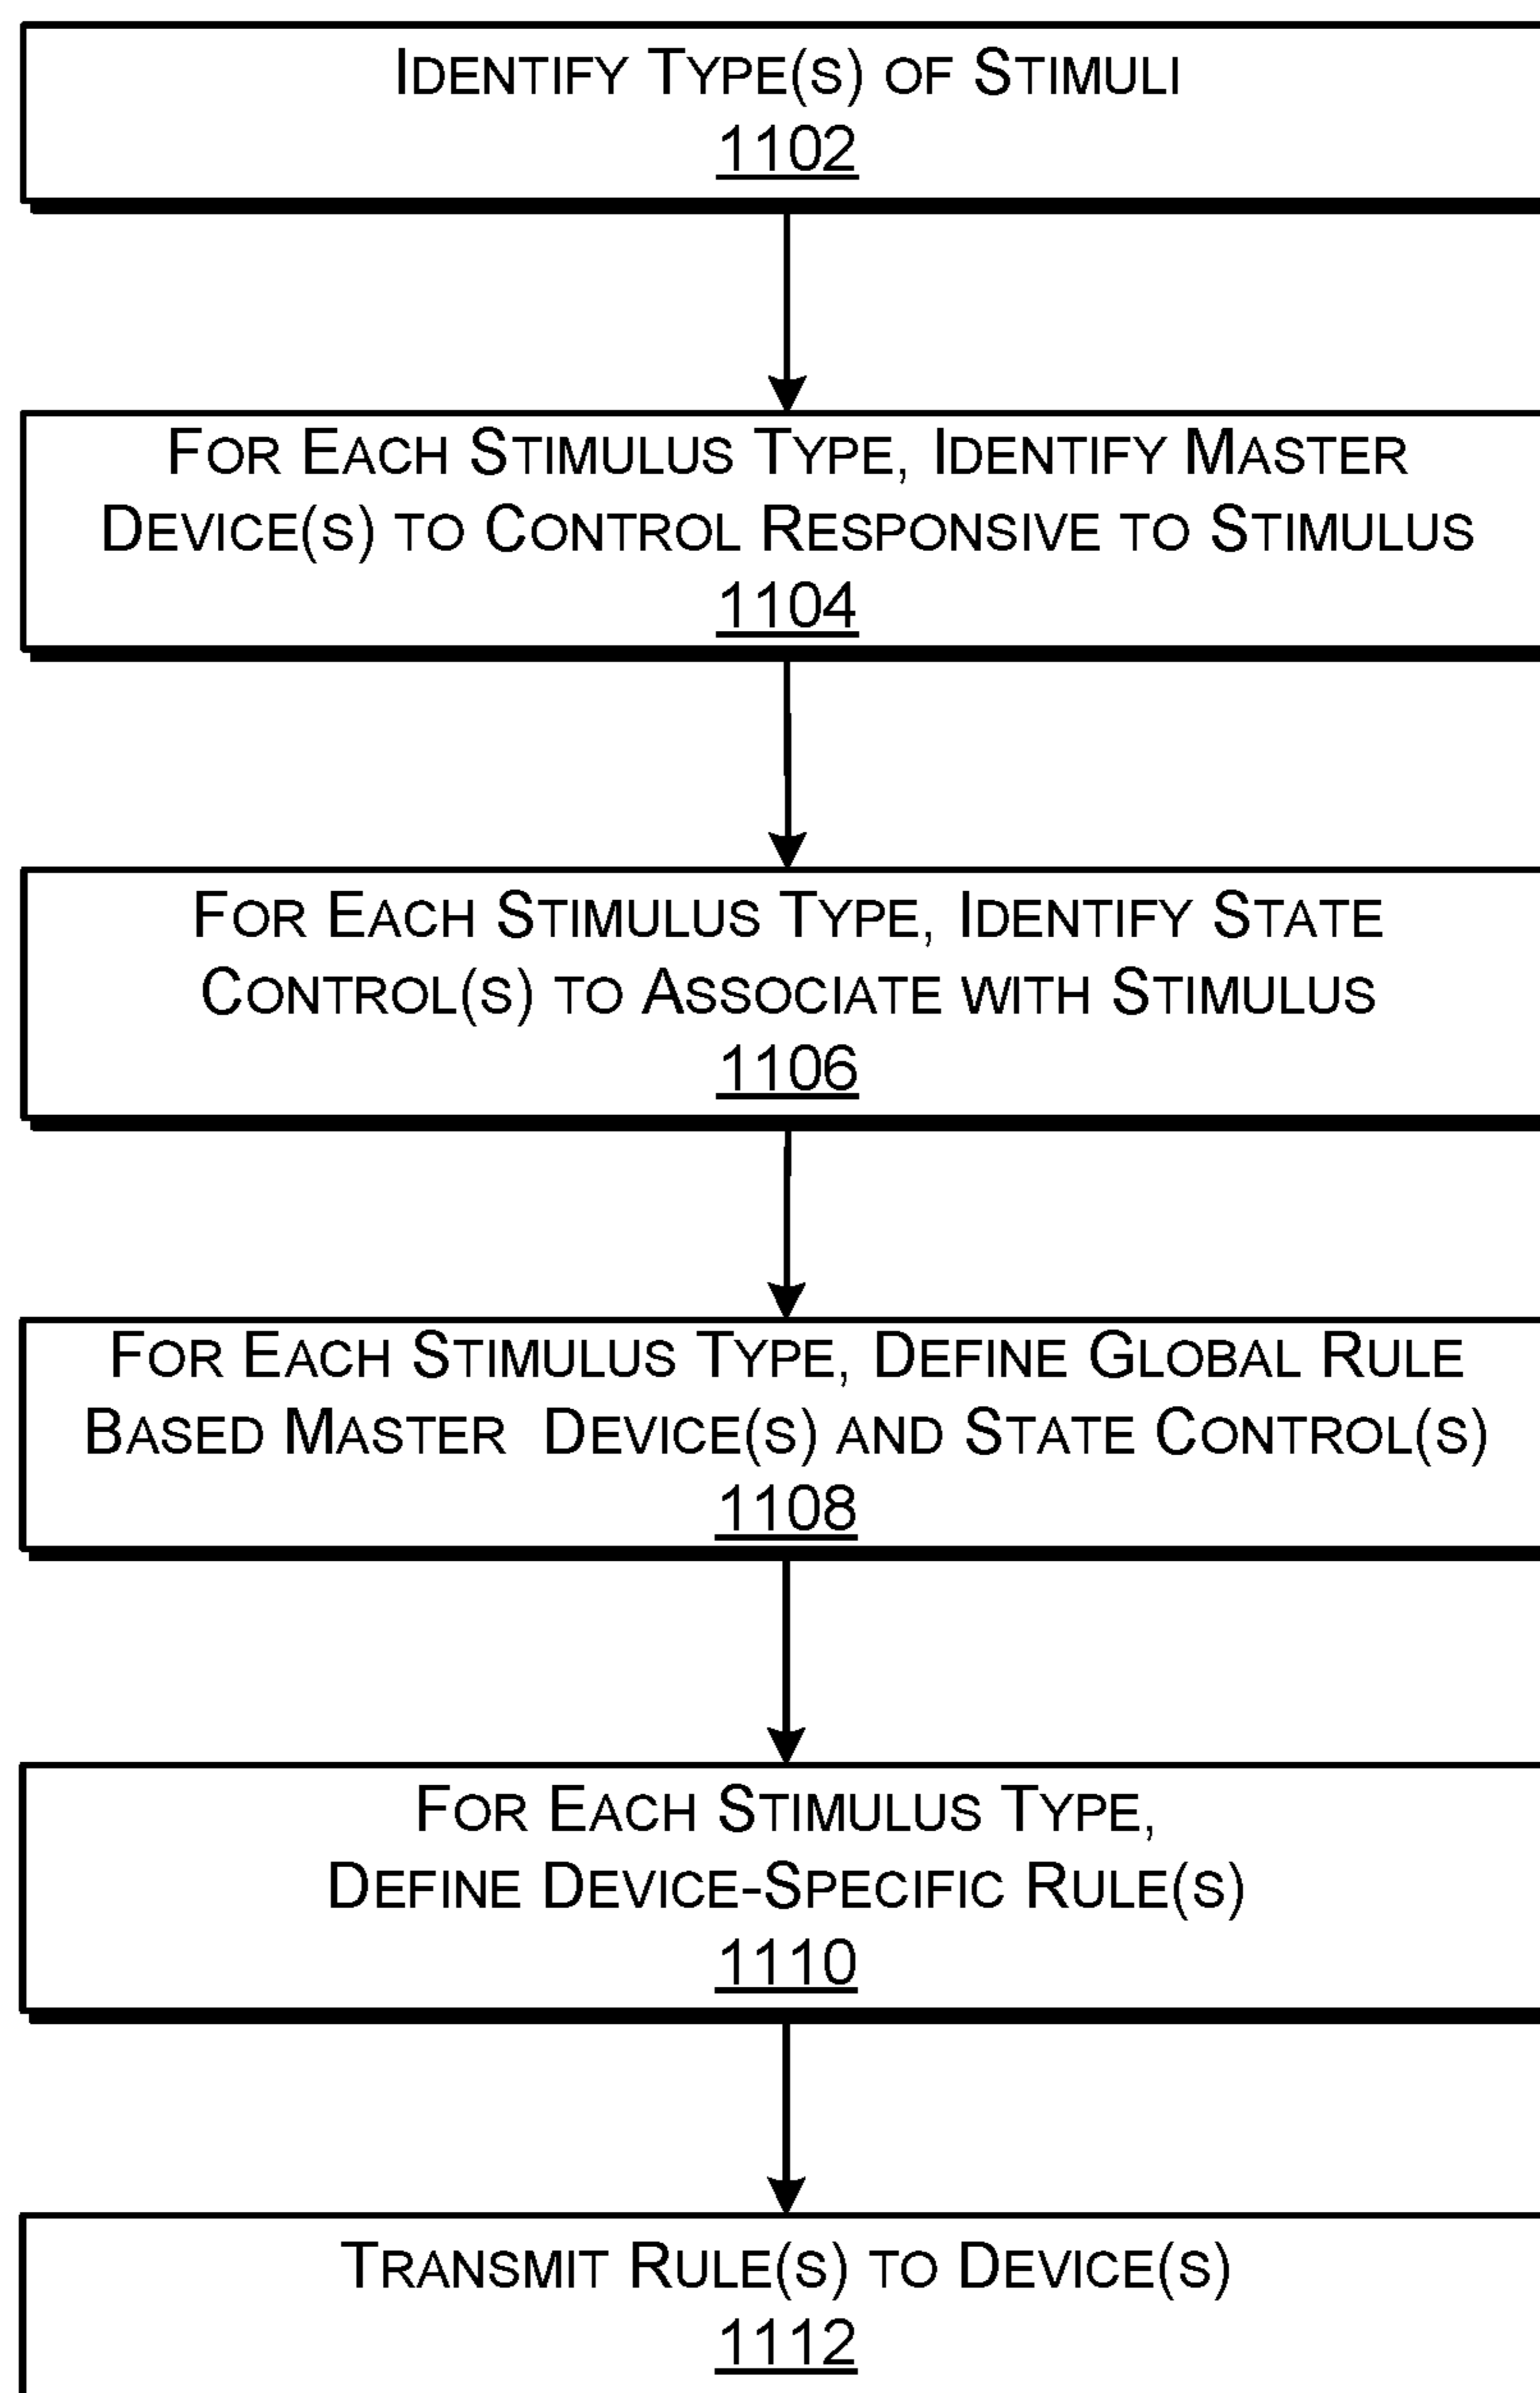 IDENTIFY TYPE(S) OF STIMULI
1102
FOR EACH STIMULUS TYPE, IDENTIFY MASTER
DEVICE(S) TO CONTROL RESPONSIVE TO STIMULUS
1104
FOR EACH STIMULUS TYPE, IDENTIFY STATE
CONTROL(S) TO ASSOCIATE WITH STIMULUS
1106
FOR EACH STIMULUS TYPE, DEFINE GLOBAL RULE
BASED MASTER DEVICE(S) AND STATE CONTROL(S)
1108
FOR EACH STIMULUS TYPE,
DEFINE DEVICE-SPECIFIC RULE(S)
1110
TRANSMIT RULE(S) TO DEVICE(S)
1112